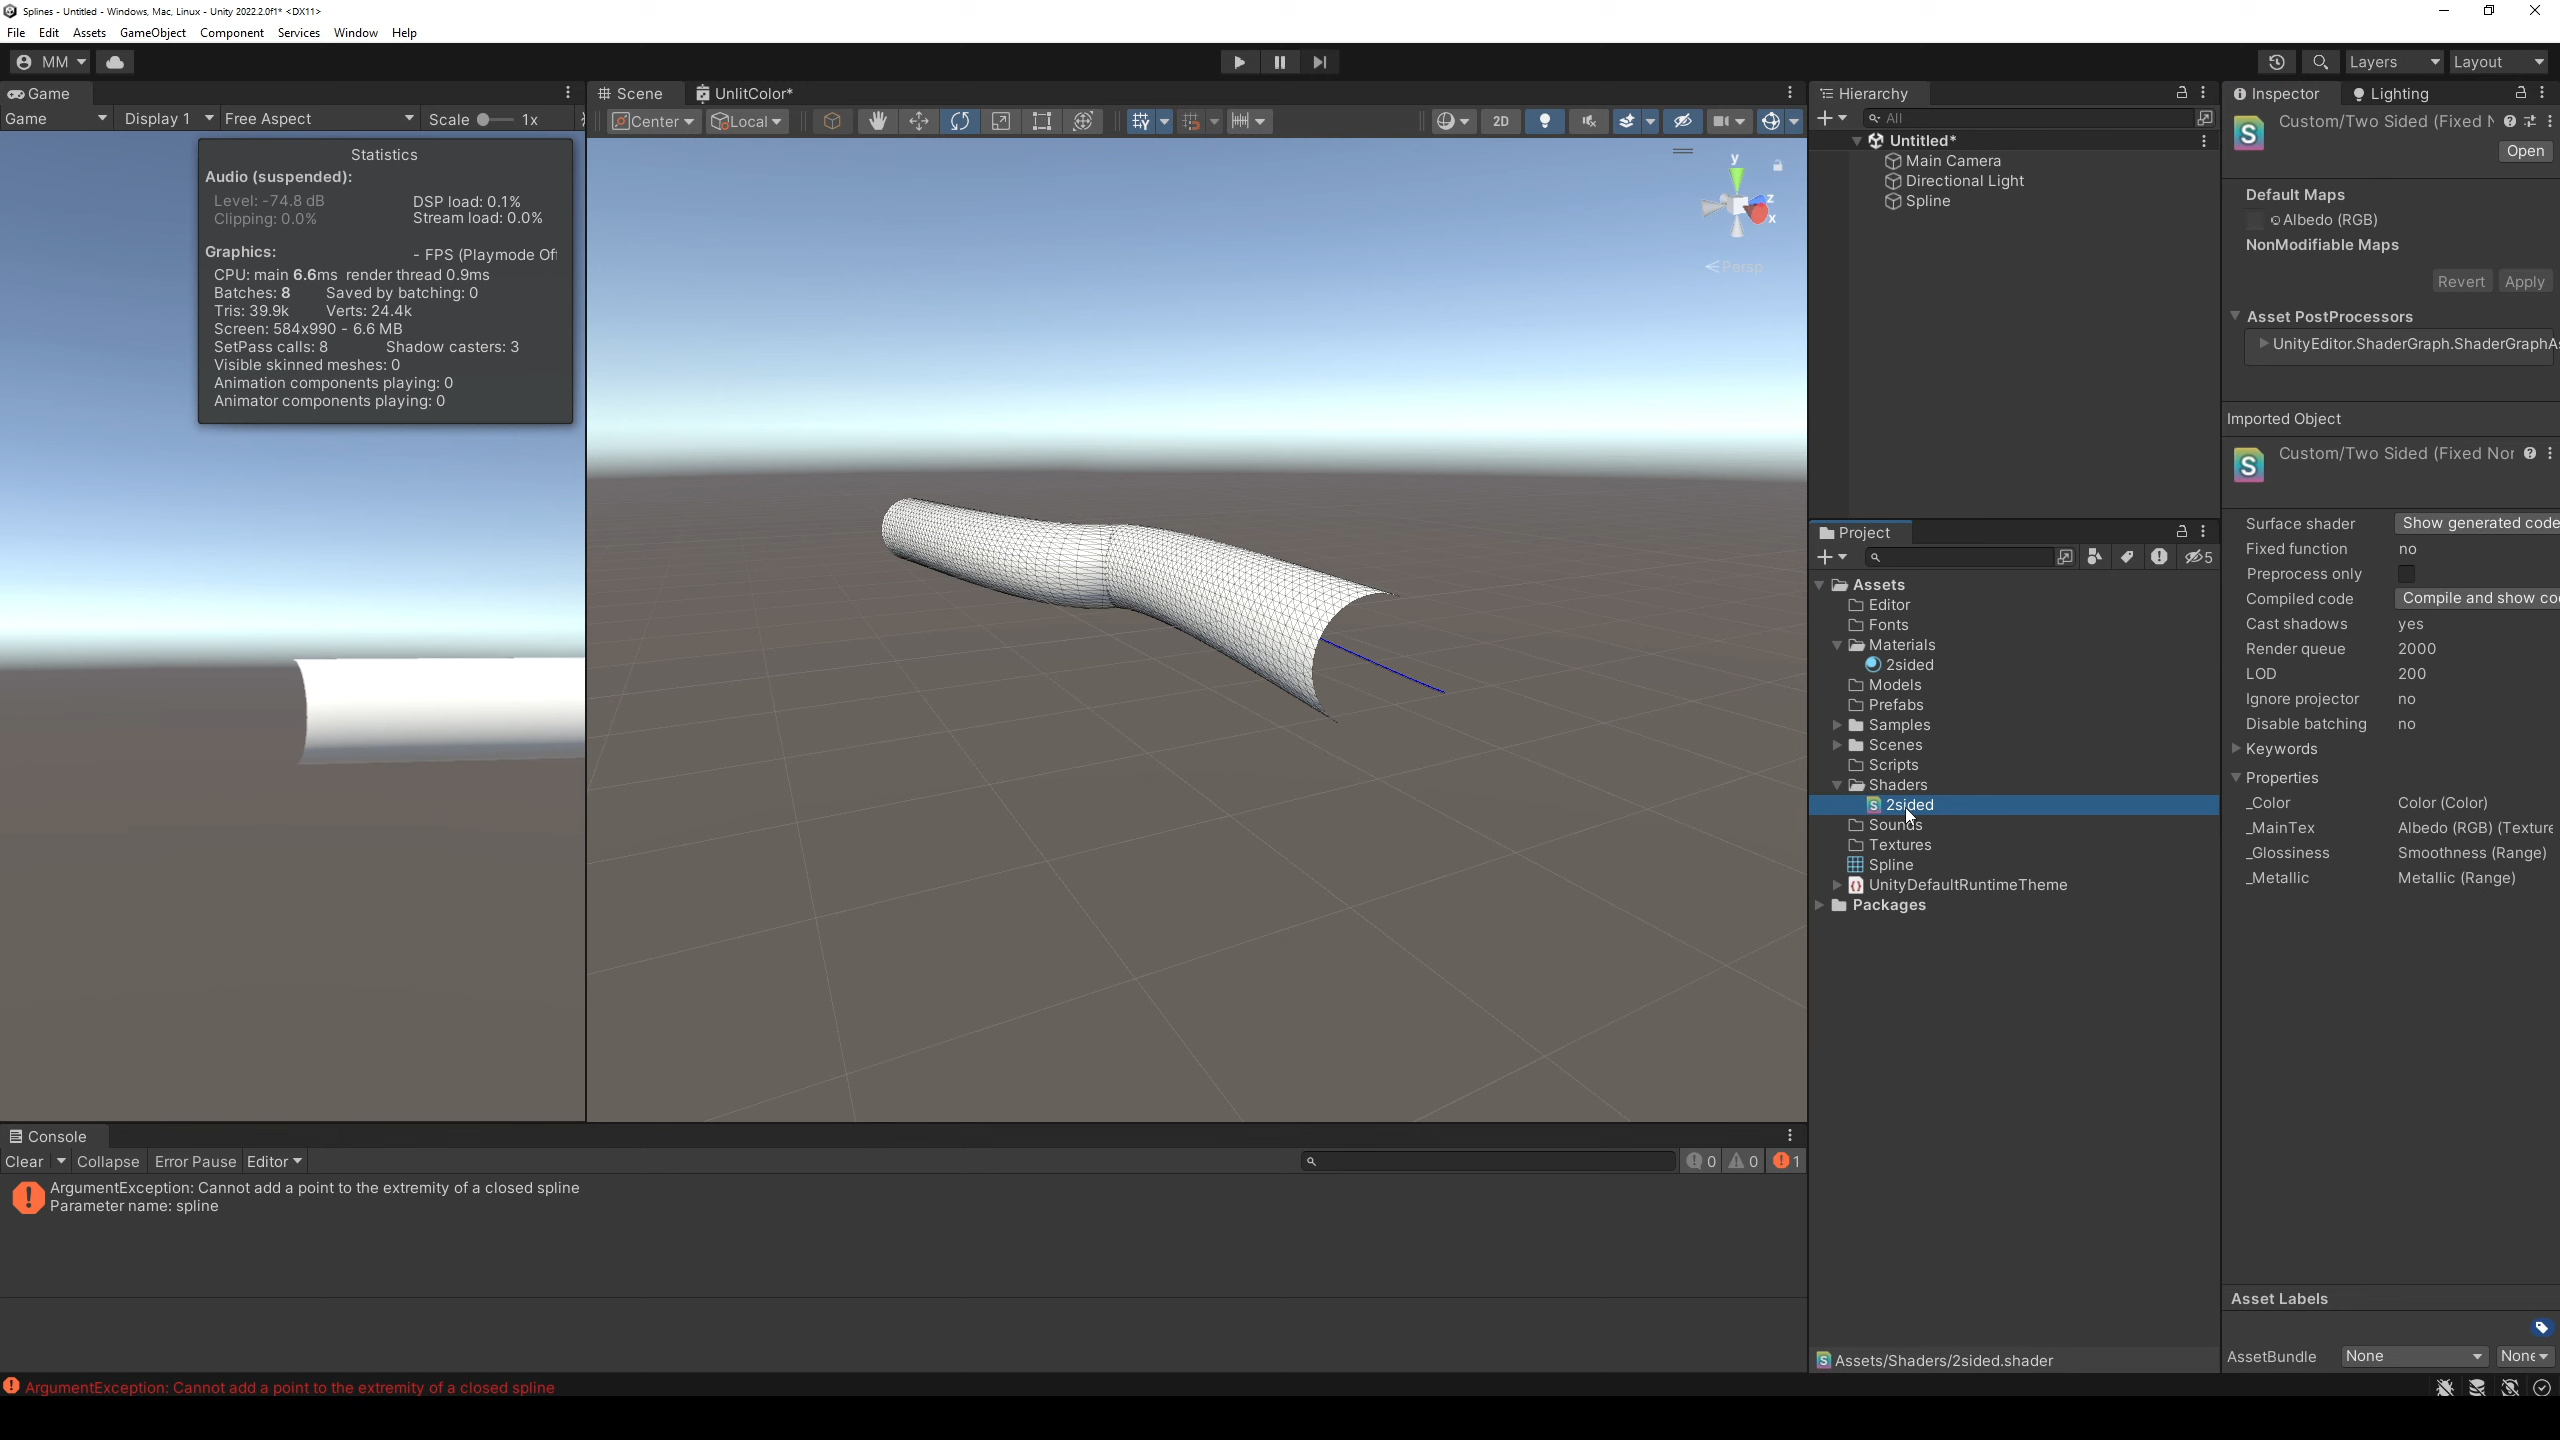 Splines - Untitled - Windows, Mac, Linux - Unity 2022.2.0f1* <DX11>
File Edit Assets GameObject Component Services Window Help
MM
Layers Layout
Game
Game Display 1 Free Aspect Scale 1x
Statistics
Audio (suspended):
Level: -74.8 dB DSP load: 0.1%
Clipping: 0.0% Stream load: 0.0%
Graphics: - FPS (Playmode Of
CPU: main 6.6ms render thread 0.9ms
Batches: 8 Saved by batching: 0
Tris: 39.9k Verts: 24.4k
Screen: 584x990 - 6.6 MB
SetPass calls: 8 Shadow casters: 3
Visible skinned meshes: 0
Animation components playing: 0
Animator components playing: 0
Scene UnlitColor*
Center Local 2D
y
z
x
Persp
Hierarchy
All
Untitled*
Main Camera
Directional Light
Spline
Project
5
Assets
Editor
Fonts
Materials
2sided
Models
Prefabs
Samples
Scenes
Scripts
Shaders
2sided
Sounds
Textures
Spline
UnityDefaultRuntimeTheme
Packages
Assets/Shaders/2sided.shader
Inspector Lighting
Custom/Two Sided (Fixed N
Open
Default Maps
Albedo (RGB)
NonModifiable Maps
Revert Apply
Asset PostProcessors
UnityEditor.ShaderGraph.ShaderGraphA
Imported Object
Custom/Two Sided (Fixed Nor
Surface shader Show generated code
Fixed function no
Preprocess only
Compiled code Compile and show co
Cast shadows yes
Render queue 2000
LOD 200
Ignore projector no
Disable batching no
Keywords
Properties
_Color Color (Color)
_MainTex Albedo (RGB) (Texture
_Glossiness Smoothness (Range)
_Metallic Metallic (Range)
Asset Labels
AssetBundle None None
Console
Clear Collapse Error Pause Editor
0 0 1
ArgumentException: Cannot add a point to the extremity of a closed spline
Parameter name: spline
ArgumentException: Cannot add a point to the extremity of a closed spline